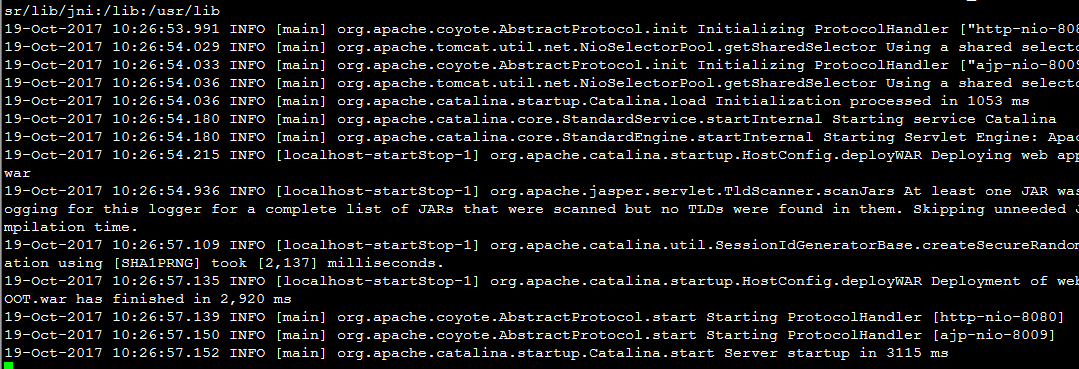 sr/lib/jni:/lib:/usr/lib
19-Oct-2017 10:26:53.991 INFO [main] org.apache.coyote.AbstractProtocol.init Initializing ProtocolHandler ["http-nio-808
19-Oct-2017 10:26:54.029 INFO [main] org.apache.tomcat.util.net.NioSelectorPool.getSharedSelector Using a shared selecto
19-Oct-2017 10:26:54.033 INFO [main] org.apache.coyote.AbstractProtocol.init Initializing ProtocolHandler ["ajp-nio-8009
19-Oct-2017 10:26:54.036 INFO [main] org.apache.tomcat.util.net.NioSelectorPool.getSharedSelector Using a shared selecto
19-Oct-2017 10:26:54.036 INFO [main] org.apache.catalina.startup.Catalina.load Initialization processed in 1053 ms
19-Oct-2017 10:26:54.180 INFO [main] org.apache.catalina.core.StandardService.startInternal Starting service Catalina
19-Oct-2017 10:26:54.180 INFO [main] org.apache.catalina.core.StandardEngine.startInternal Starting Servlet Engine: Apac
19-Oct-2017 10:26:54.215 INFO [localhost-startStop-1] org.apache.catalina.startup.HostConfig.deployWAR Deploying web app
war
19-Oct-2017 10:26:54.936 INFO [localhost-startStop-1] org.apache.jasper.servlet.TldScanner.scanJars At least one JAR was
ogging for this logger for a complete list of JARs that were scanned but no TLDs were found in them. Skipping unneeded J
mpilation time.
19-Oct-2017 10:26:57.109 INFO [localhost-startStop-1] org.apache.catalina.util.SessionIdGeneratorBase.createSecureRandom
ation using [SHA1PRNG] took [2,137] milliseconds.
19-Oct-2017 10:26:57.135 INFO [localhost-startStop-1] org.apache.catalina.startup.HostConfig.deployWAR Deployment of web
OOT.war has finished in 2,920 ms
19-Oct-2017 10:26:57.139 INFO [main] org.apache.coyote.AbstractProtocol.start Starting ProtocolHandler [http-nio-8080]
19-Oct-2017 10:26:57.150 INFO [main] org.apache.coyote.AbstractProtocol.start Starting ProtocolHandler [ajp-nio-8009]
19-Oct-2017 10:26:57.152 INFO [main] org.apache.catalina.startup.Catalina.start Server startup in 3115 ms